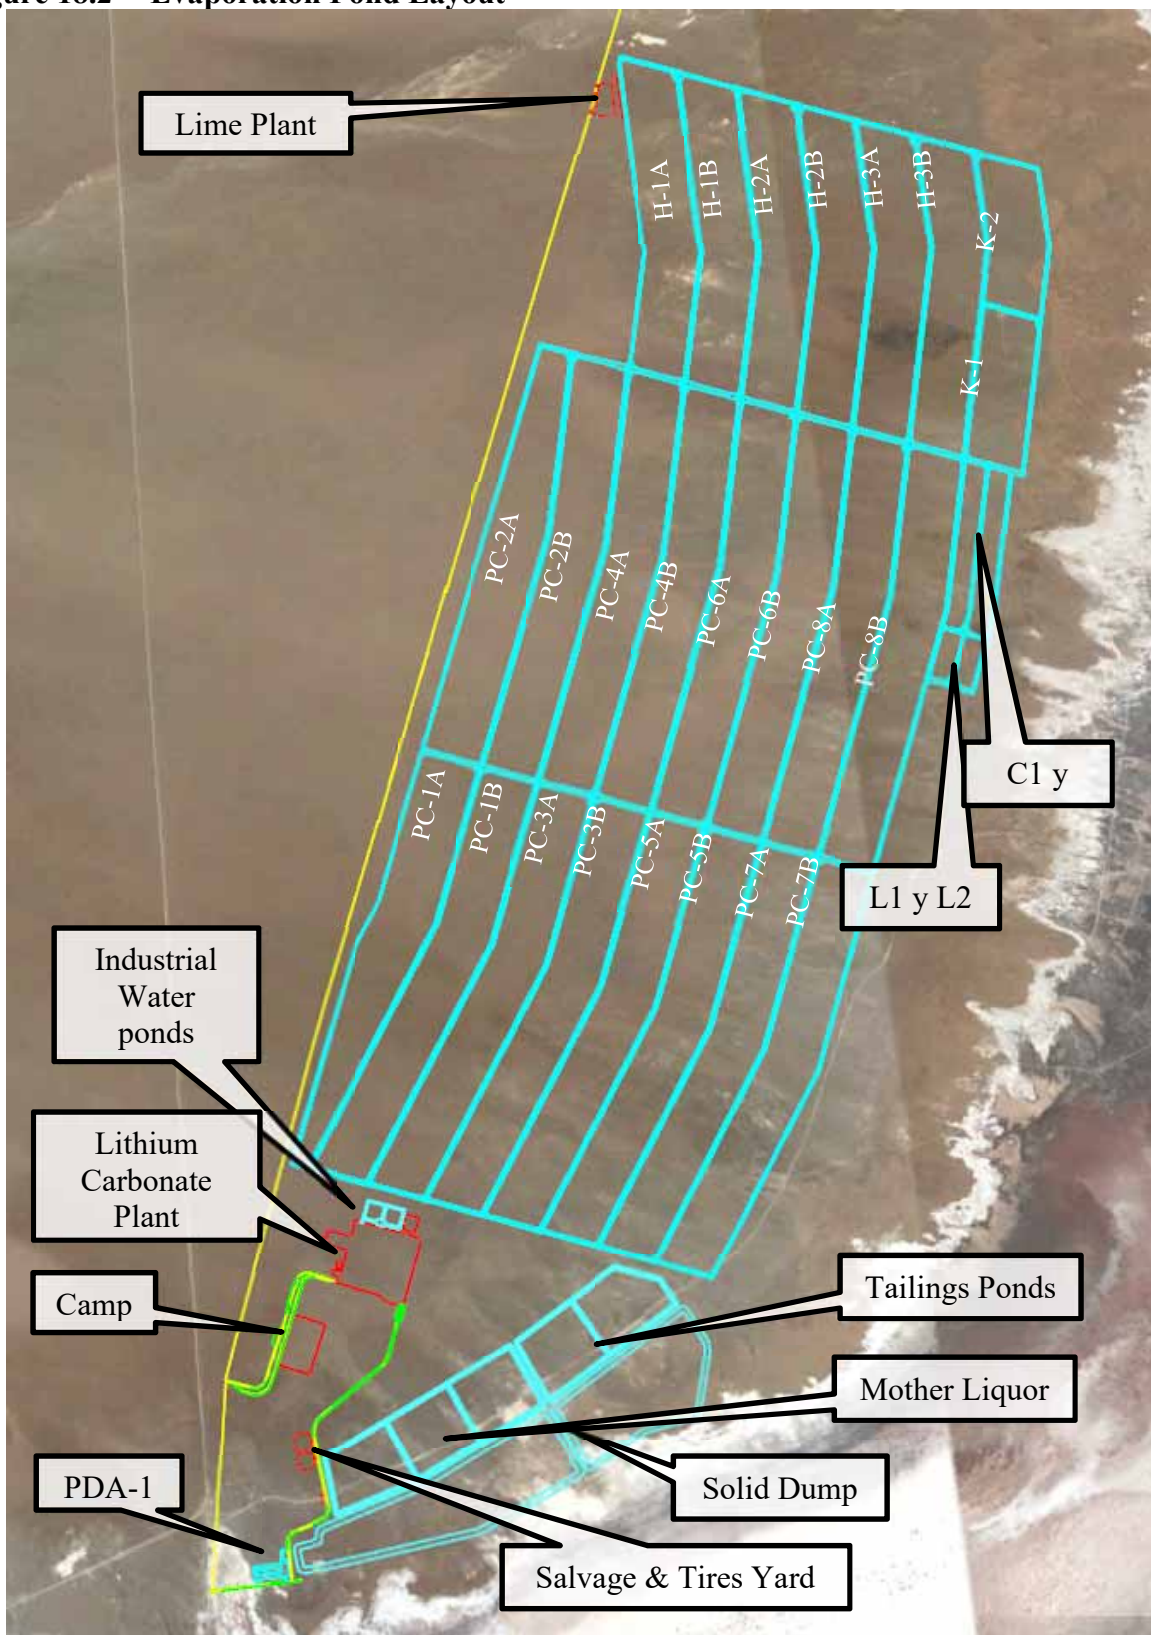 Evaporation Pond Layout
Lime Plant
H-1A
H-1B
H-2A
H-2B
H-3A
H-3B
K-2
K-1
PC-2A
PC-2B
PC-4A
PC-4B
PC-6A
PC-6B
PC-8A
PC-8B
C1 y
L1 y L2
PC-1A
PC-1B
PC-3A
PC-3B
PC-5A
PC-5B
PC-7A
PC-7B
Industrial
Water
ponds
Lithium
Carbonate
Plant
Camp
Tailings Ponds
Mother Liquor
PDA-1
Solid Dump
Salvage & Tires Yard